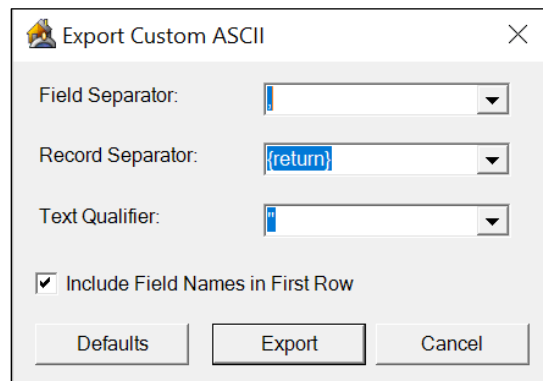 Export Custom ASCII
Field Separator: ,
Record Separator: {return}
Text Qualifier: "
Include Field Names in First Row
Defaults Export Cancel